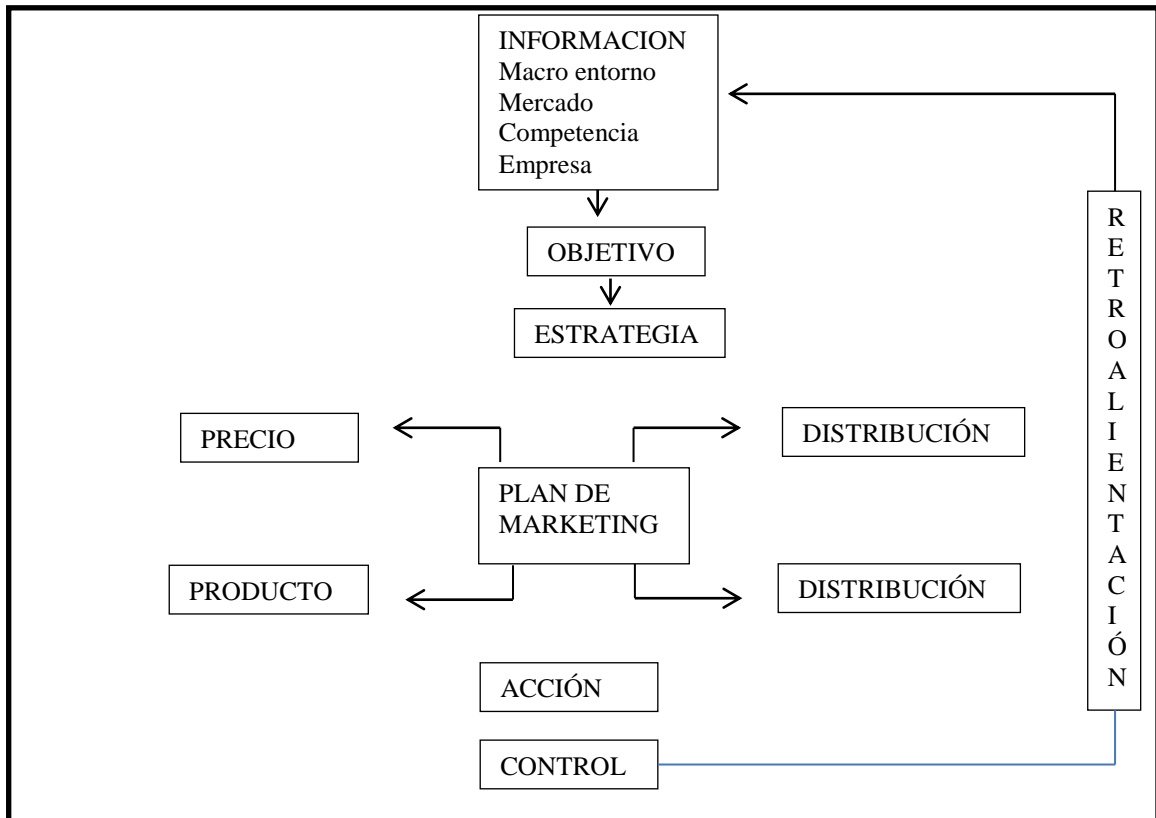 INFORMACION
Macro entorno
Mercado
Competencia
Empresa
OBJETIVO
ESTRATEGIA
PRECIO
DISTRIBUCIÓN
PLAN DE
MARKETING
PRODUCTO
DISTRIBUCIÓN
ACCIÓN
CONTROL
R
E
T
R
O
A
L
I
E
N
T
A
C
I
Ó
N